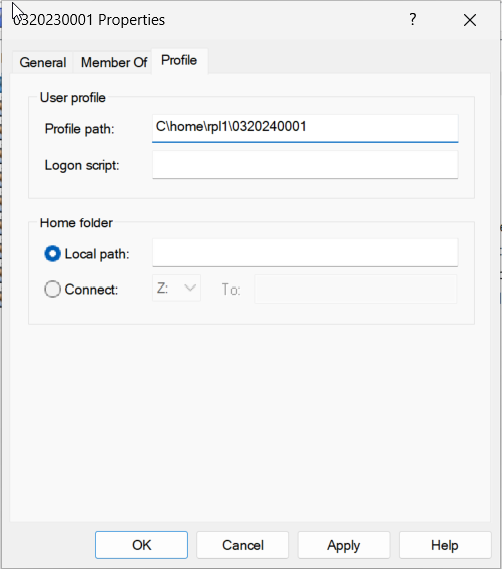 0320230001 Properties
?
General
Member Of
Profile
User profile
Profile path:
C\home\rpl1\0320240001
Logon script:
Home folder
Local path:
Connect:
Z:
To:
OK
Cancel
Apply
Help